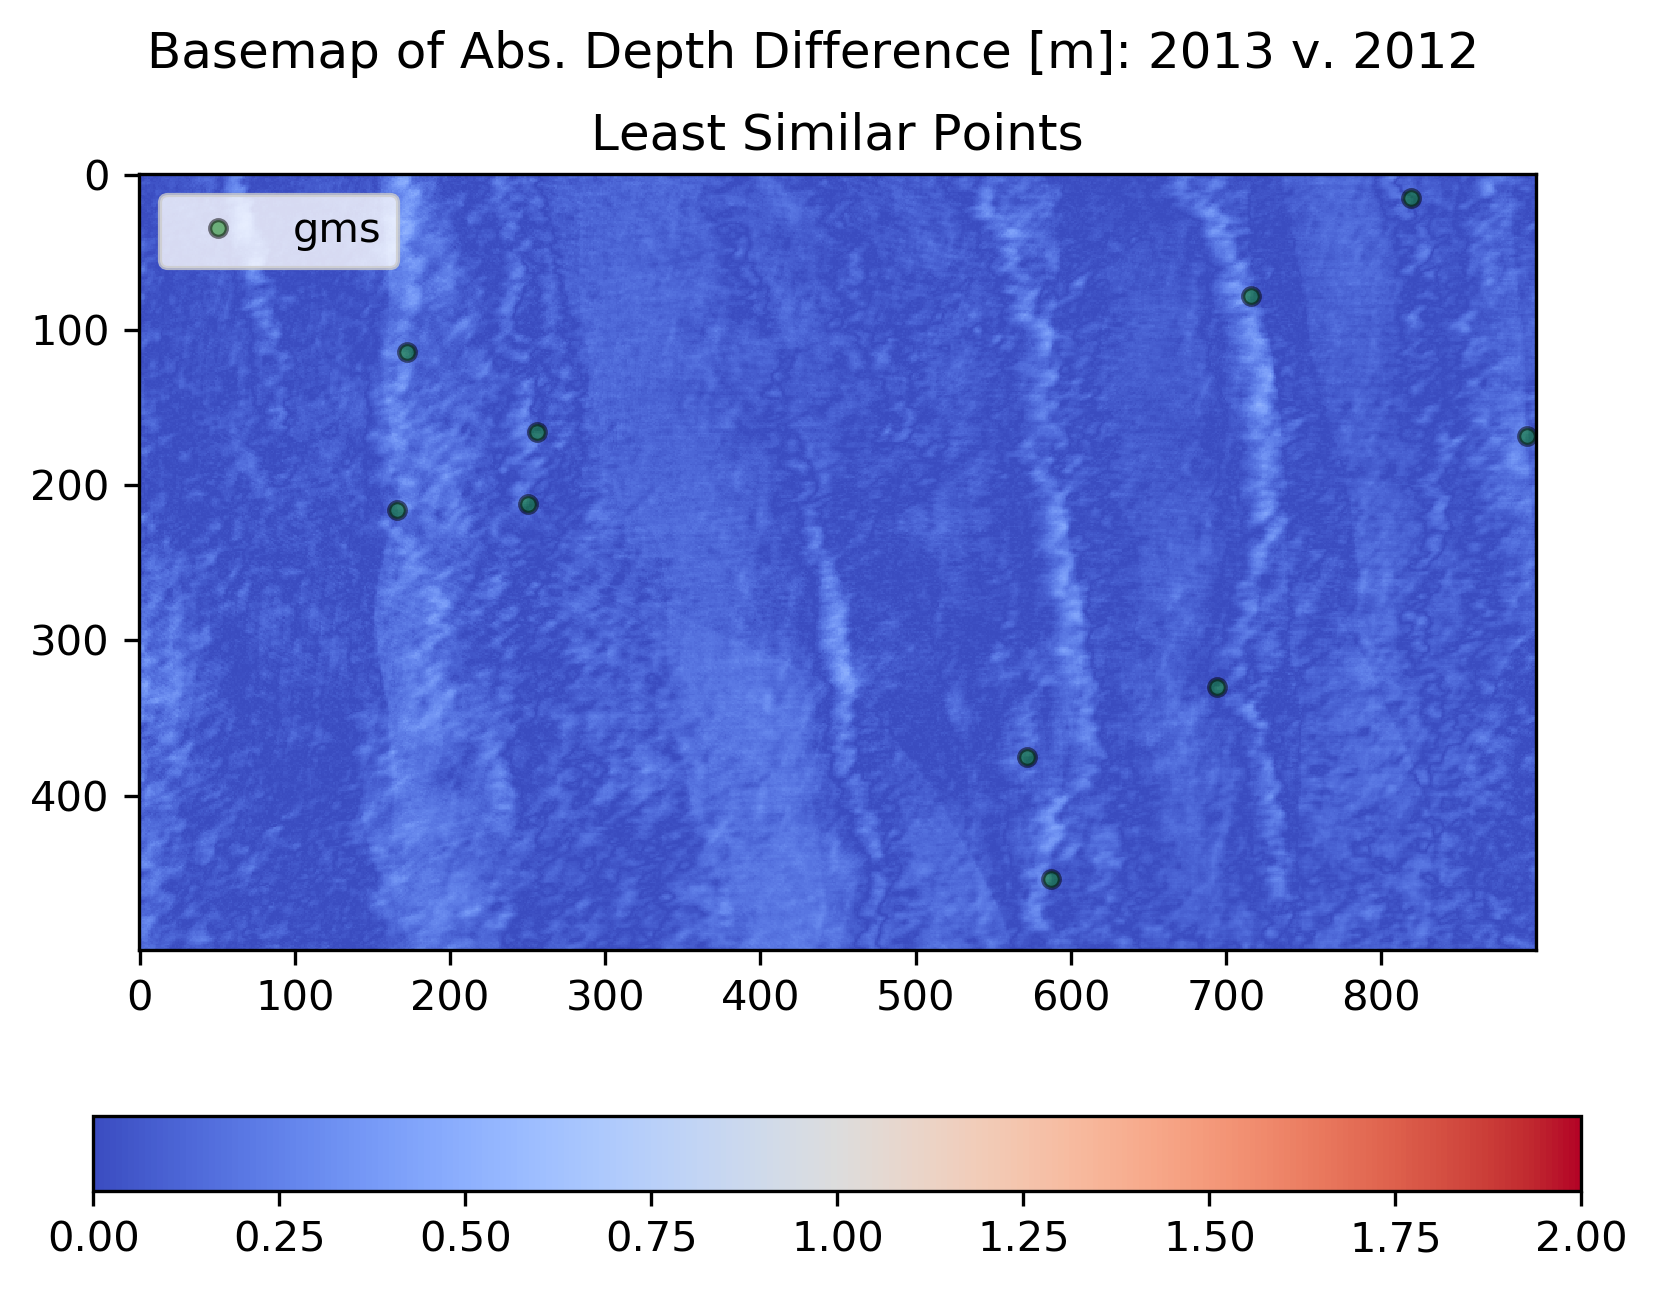 Basemap of Abs. Depth Difference [m]: 2013 v. 2012
Least Similar Points
gms
0
100
200
300
400
0 100 200 300 400 500 600 700 800
0.00 0.25 0.50 0.75 1.00 1.25 1.50 1.75 2.00